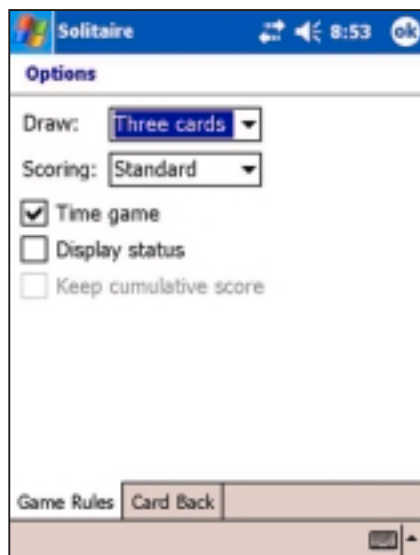 Solitaire 8:53 ok
Options
Draw: Three cards
Scoring: Standard
Time game
Display status
Keep cumulative score
Game Rules Card Back